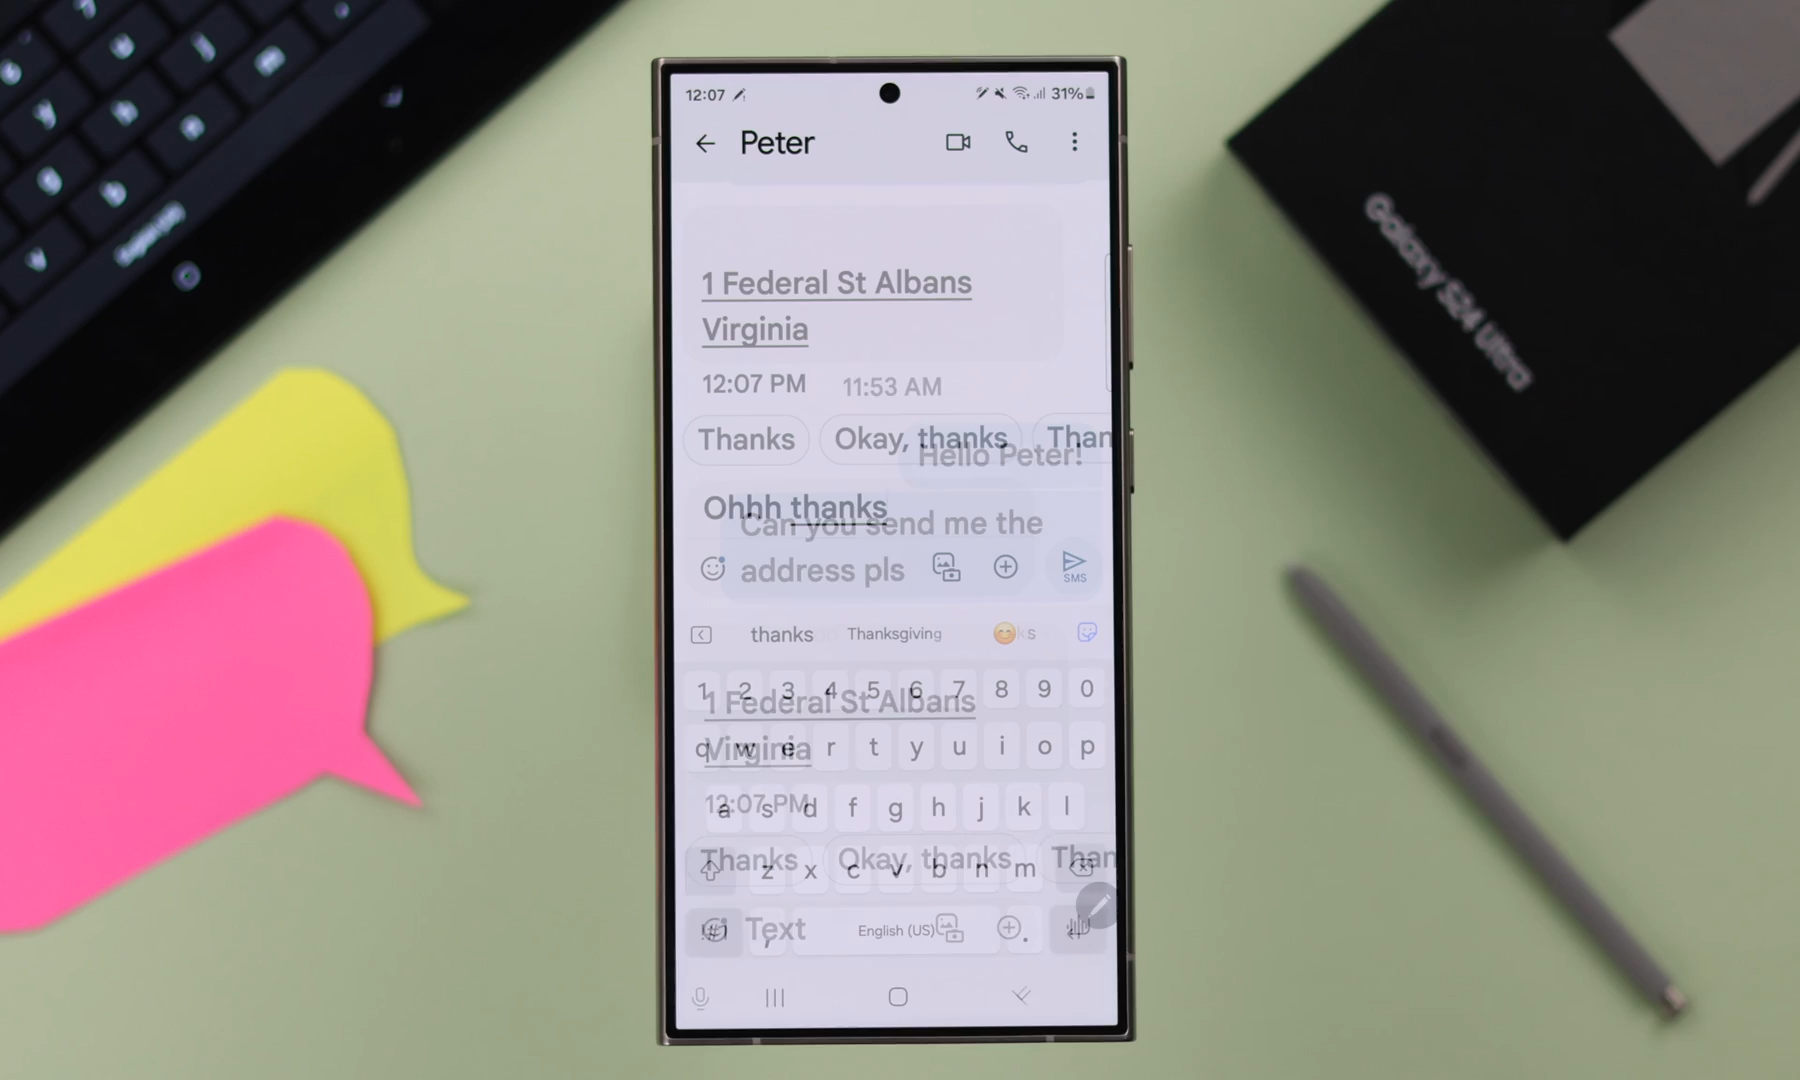 12:07
31%
Peter
1 Federal St Albans
Virginia
12:07 PM
11:53 AM
Thanks
Okay, thanks
Than
Hello Peter!
Ohhh thanks
Can you send me the
address pls
SMS
thanks
Thanksgiving
1 2 3 4 5 6 7 8 9 0
1 Federal St Albans
q w e r t y u i o p
Virginia
12:07 PM
a s d f g h j k l
Thanks
Okay, thanks
Than
z x c v b n m
!#1
Text
,
English (US)
.
Galaxy S24 Ultra